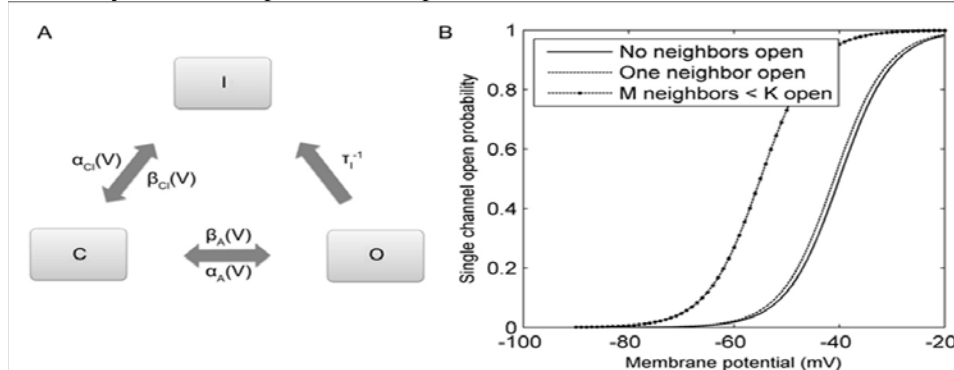 A
I
α_CI(V)
β_CI(V)
τ_I^-1
C
β_A(V)
α_A(V)
O
B
No neighbors open
One neighbor open
M neighbors < K open
Single channel open probability
1
0.8
0.6
0.4
0.2
0
-100
-80
-60
-40
-20
Membrane potential (mV)